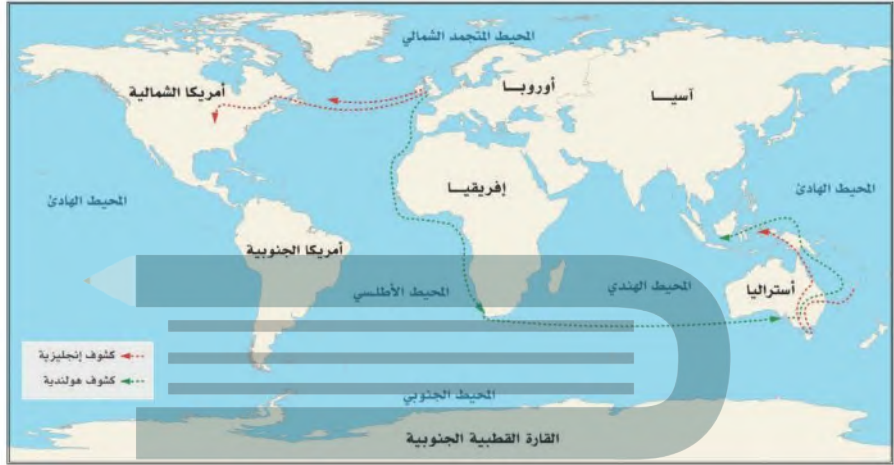 المحيط المتجمد الشمالي
أمريكا الشمالية
أوروبـا
آسيـا
المحيط الهادئ
إفريقيـا
المحيط الهادئ
أمريكا الجنوبية
المحيط الأطلسي
المحيط الهندي
أستراليا
كشوف إنجليزية
كشوف هولندية
المحيط الجنوبي
القارة القطبية الجنوبية